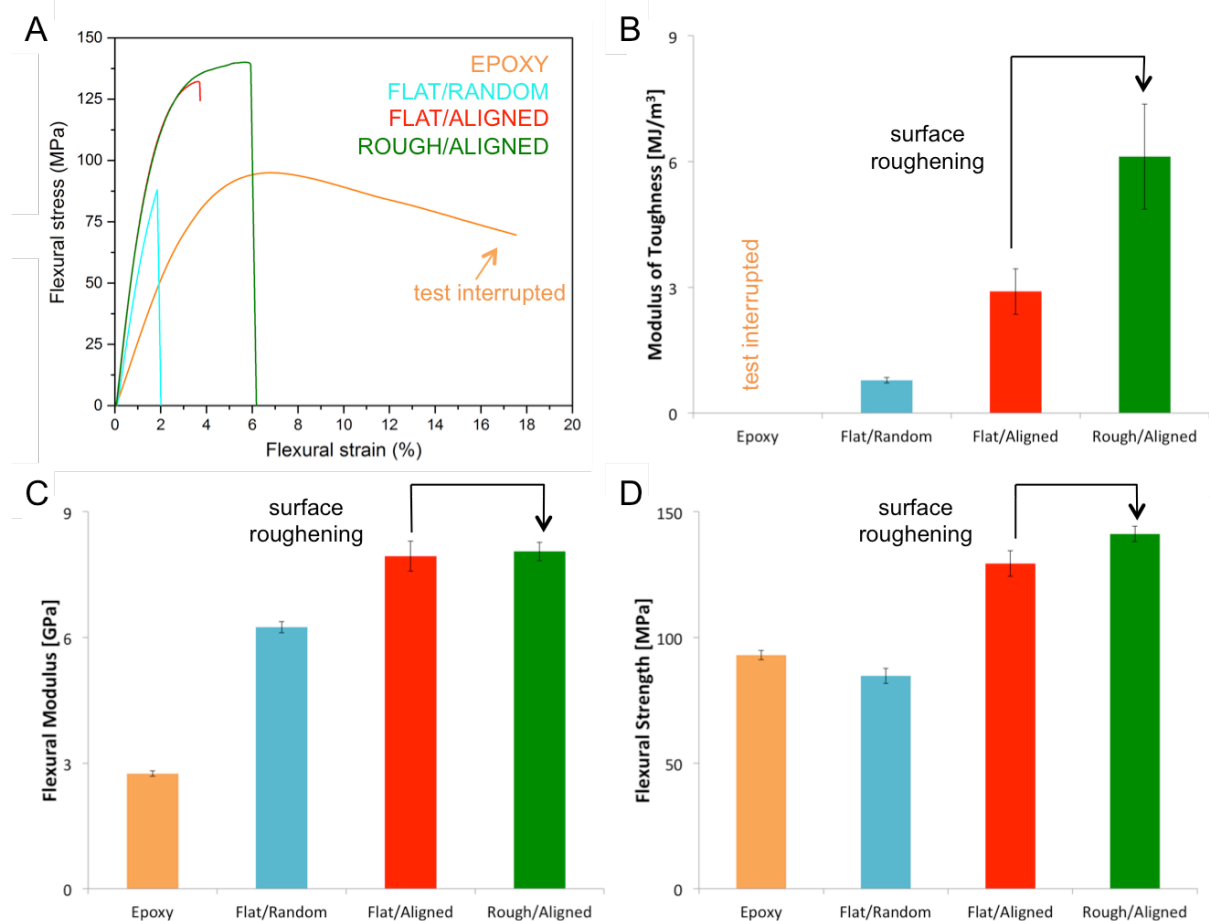 A
150
125
100
75
50
25
0
Flexural stress (MPa)
EPOXY
FLAT/RANDOM
FLAT/ALIGNED
ROUGH/ALIGNED
test interrupted
0 2 4 6 8 10 12 14 16 18 20
Flexural strain (%)
B
9
6
3
0
Modulus of Toughness [MJ/m³]
surface
roughening
test interrupted
Epoxy Flat/Random Flat/Aligned Rough/Aligned
C
9
6
3
0
Flexural Modulus [GPa]
surface
roughening
Epoxy Flat/Random Flat/Aligned Rough/Aligned
D
150
100
50
0
Flexural Strength [MPa]
surface
roughening
Epoxy Flat/Random Flat/Aligned Rough/Aligned